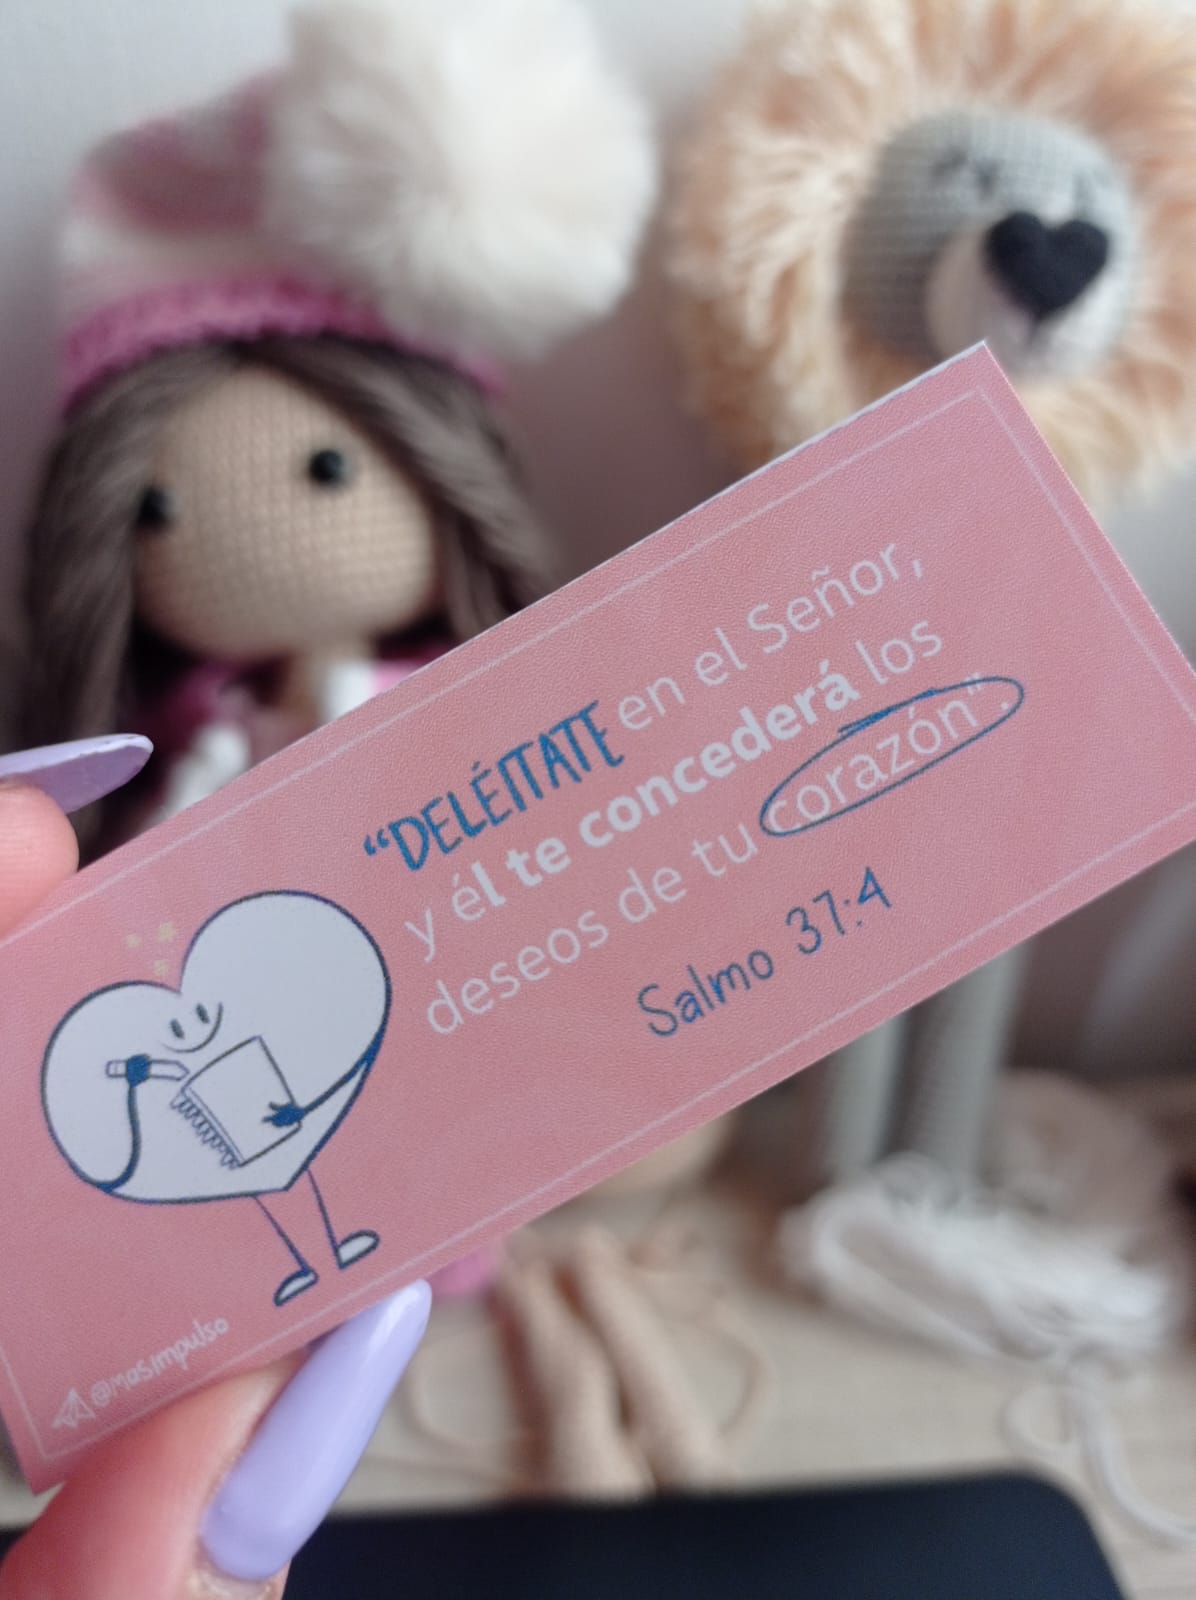 “DELÉITATE en el Señor,
y él te concederá los
deseos de tu corazón".
Salmo 37:4
@masimpulso